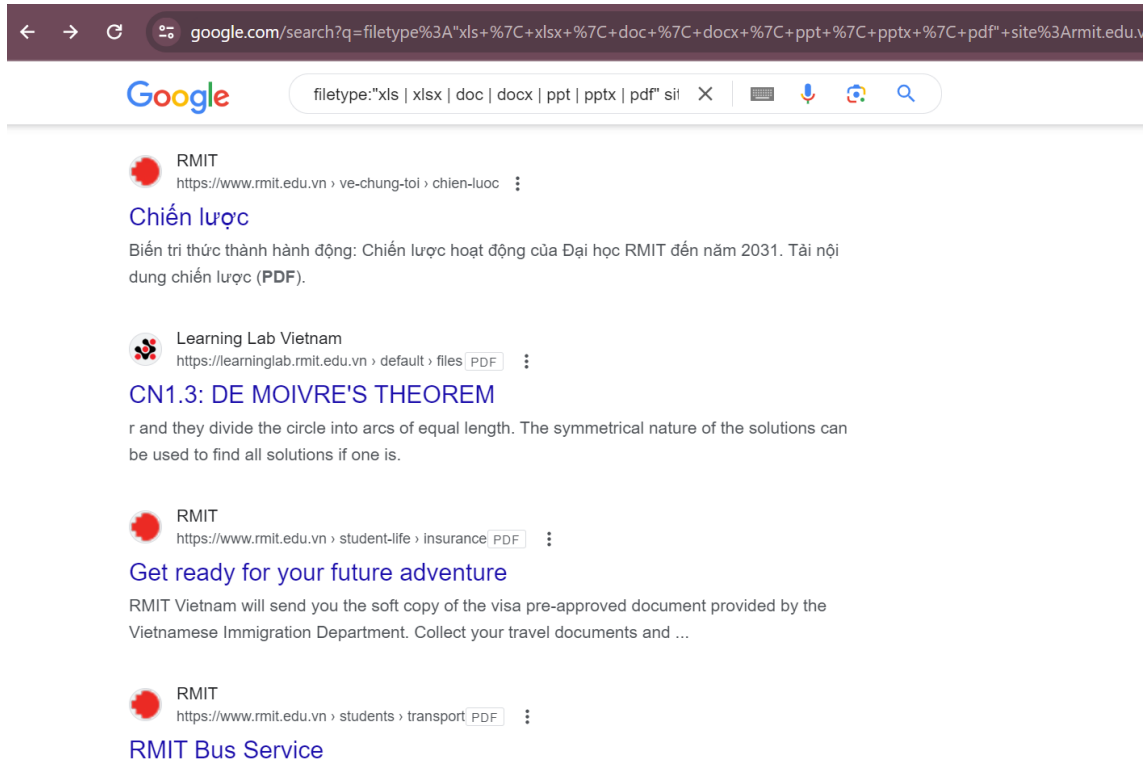 google.com/search?q=filetype%3A"xls+%7C+xlsx+%7C+doc+%7C+docx+%7C+ppt+%7C+pptx+%7C+pdf"+site%3Armit.edu.v
Google
filetype:"xls | xlsx | doc | docx | ppt | pptx | pdf" sit
RMIT
https://www.rmit.edu.vn › ve-chung-toi › chien-luoc
Chiến lược
Biến tri thức thành hành động: Chiến lược hoạt động của Đại học RMIT đến năm 2031. Tải nội
dung chiến lược (PDF).
Learning Lab Vietnam
https://learninglab.rmit.edu.vn › default › files PDF
CN1.3: DE MOIVRE'S THEOREM
r and they divide the circle into arcs of equal length. The symmetrical nature of the solutions can
be used to find all solutions if one is.
RMIT
https://www.rmit.edu.vn › student-life › insurance PDF
Get ready for your future adventure
RMIT Vietnam will send you the soft copy of the visa pre-approved document provided by the
Vietnamese Immigration Department. Collect your travel documents and ...
RMIT
https://www.rmit.edu.vn › students › transport PDF
RMIT Bus Service